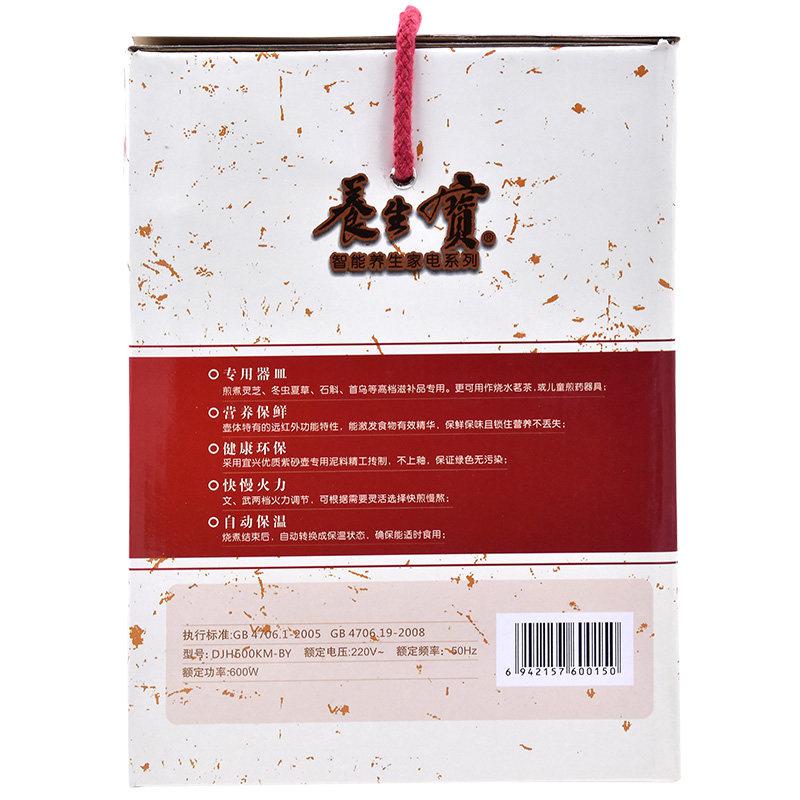 養生寶®
智能养生家电系列
专用器皿
煎煮灵芝、冬虫夏草、石斛、首乌等高档滋补品专用。更可用作烧水茗茶,或儿童煎药器具；
营养保鲜
壶体特有的远红外功能特性，能激发食物有效精华，保鲜保味且锁住营养不丢失；
健康环保
采用宜兴优质紫砂壶专用泥料精工抟制，不上釉，保证绿色无污染；
快慢火力
文、武两档火力调节，可根据需要灵活选择快煎慢熬；
自动保温
烧煮结束后，自动转换成保温状态，确保能适时食用；
执行标准:GB 4706.1-2005 GB 4706.19-2008
型号: DJH600KM-BY 额定电压:220V~ 额定频率: 50Hz
额定功率:600W
6 942157 600150